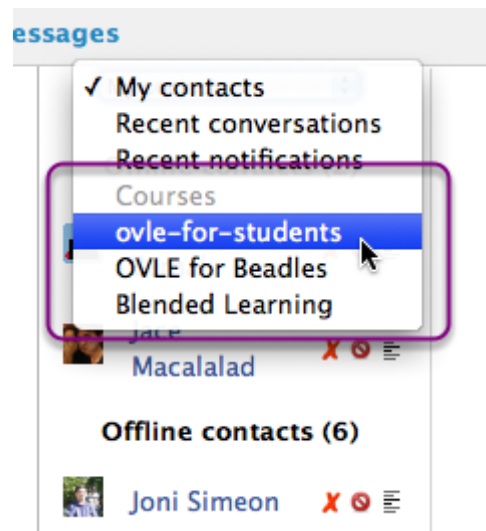 essages
✓ My contacts
Recent conversations
Recent notifications
Courses
ovle-for-students
OVLE for Beadles
Blended Learning
Jace
Macalalad
Offline contacts (6)
Joni Simeon